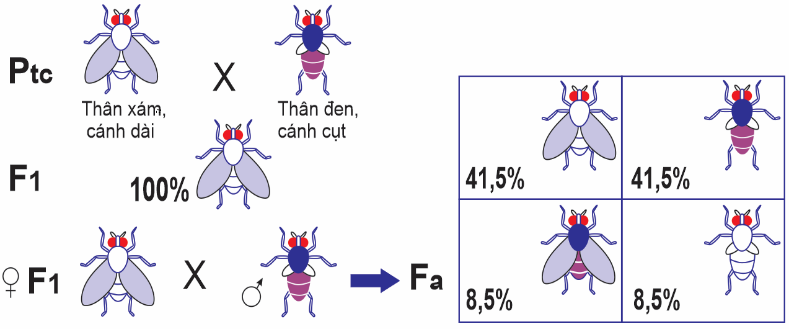 Ptc
X
Thân xám,
cánh dài
Thân đen,
cánh cụt
F1
100%
♀ F1
X
♂
Fa
41,5%
41,5%
8,5%
8,5%